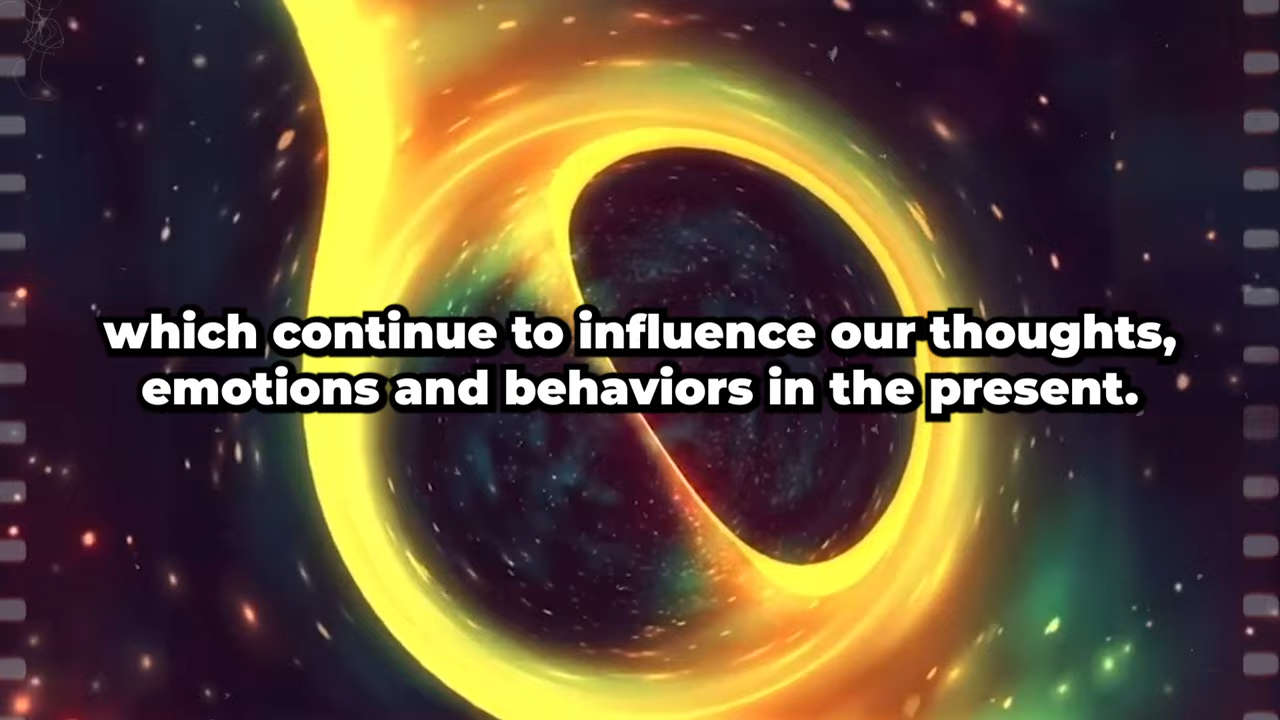 which continue to influence our thoughts,
emotions and behaviors in the present.